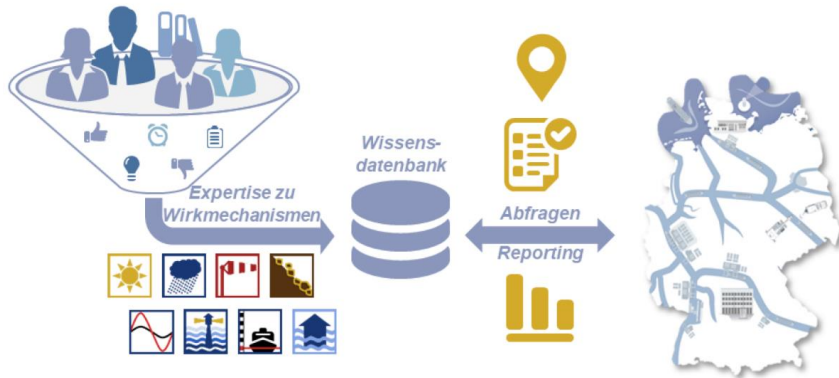 Wissens-
datenbank
Expertise zu
Wirkmechanismen
Abfragen
Reporting